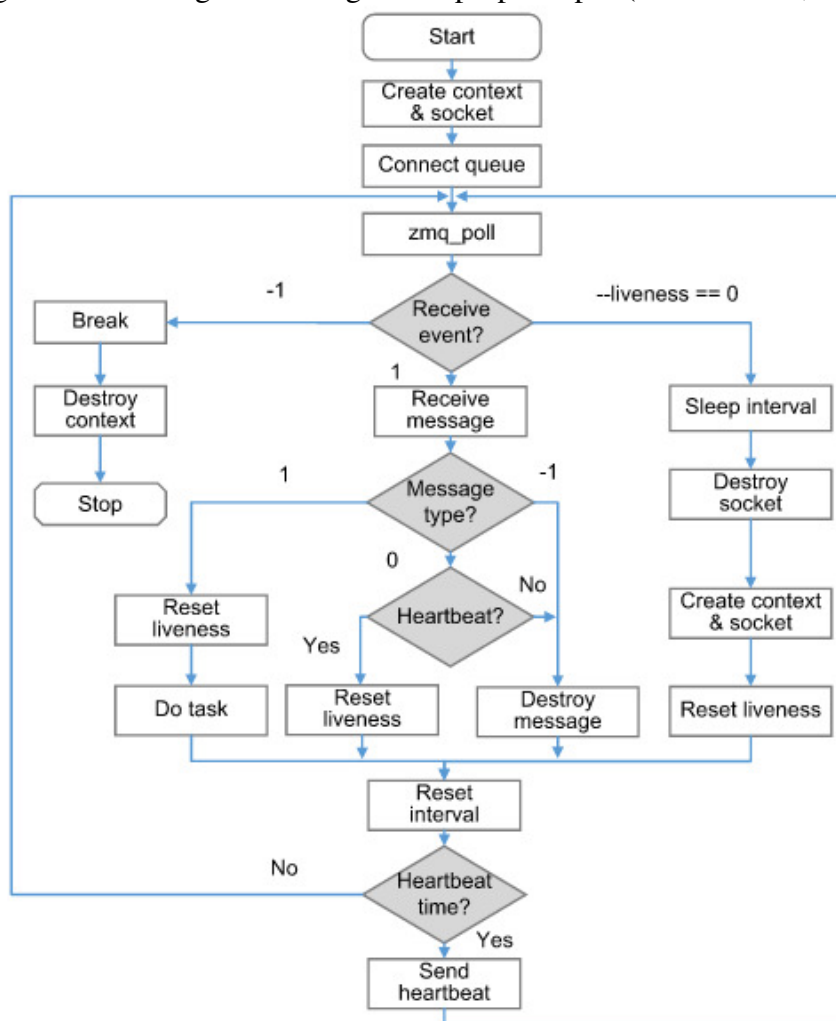 Start
Create context
& socket
Connect queue
zmq_poll
-1
Receive
event?
--liveness == 0
Break
1
Destroy
context
Receive
message
Sleep interval
Stop
1
Message
type?
-1
Destroy
socket
0
Reset
liveness
Heartbeat?
No
Create context
& socket
Yes
Do task
Reset
liveness
Destroy
message
Reset liveness
Reset
interval
No
Heartbeat
time?
Yes
Send
heartbeat